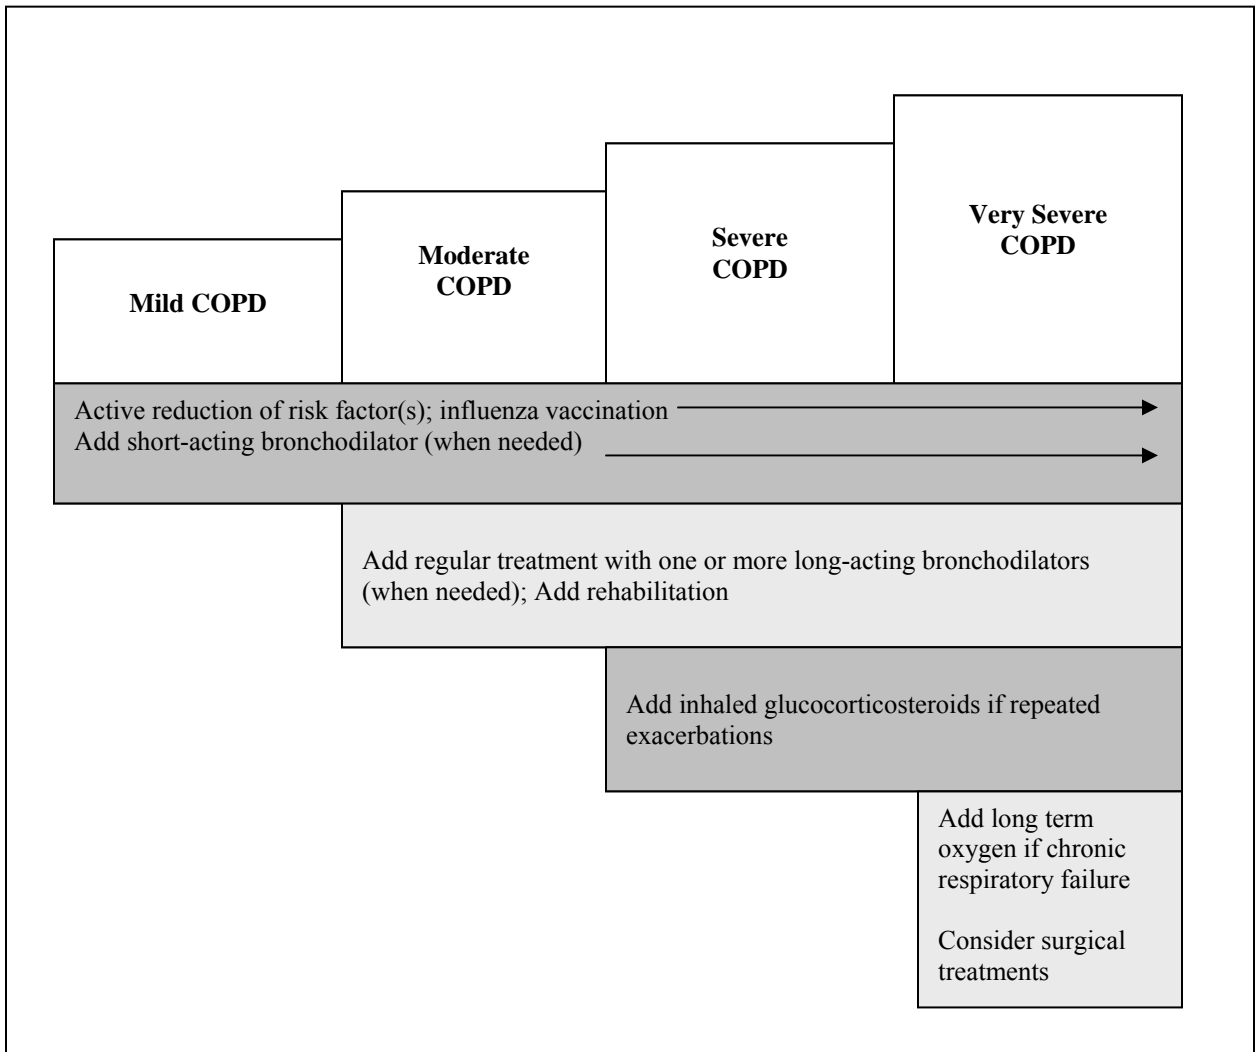 Mild COPD
Moderate
COPD
Severe
COPD
Very Severe
COPD
Active reduction of risk factor(s); influenza vaccination
Add short-acting bronchodilator (when needed)
Add regular treatment with one or more long-acting bronchodilators
(when needed); Add rehabilitation
Add inhaled glucocorticosteroids if repeated
exacerbations
Add long term
oxygen if chronic
respiratory failure
Consider surgical
treatments